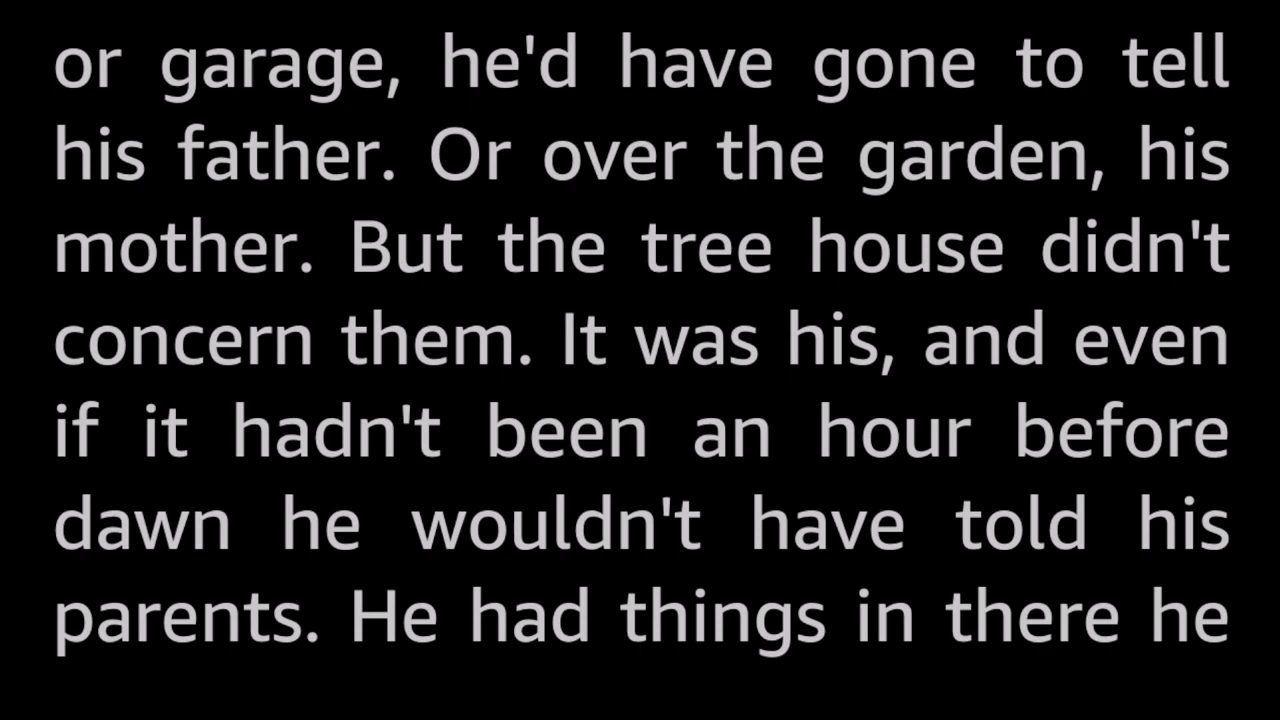 or garage, he'd have gone to tell
his father. Or over the garden, his
mother. But the tree house didn't
concern them. It was his, and even
if it hadn't been an hour before
dawn he wouldn't have told his
parents. He had things in there he